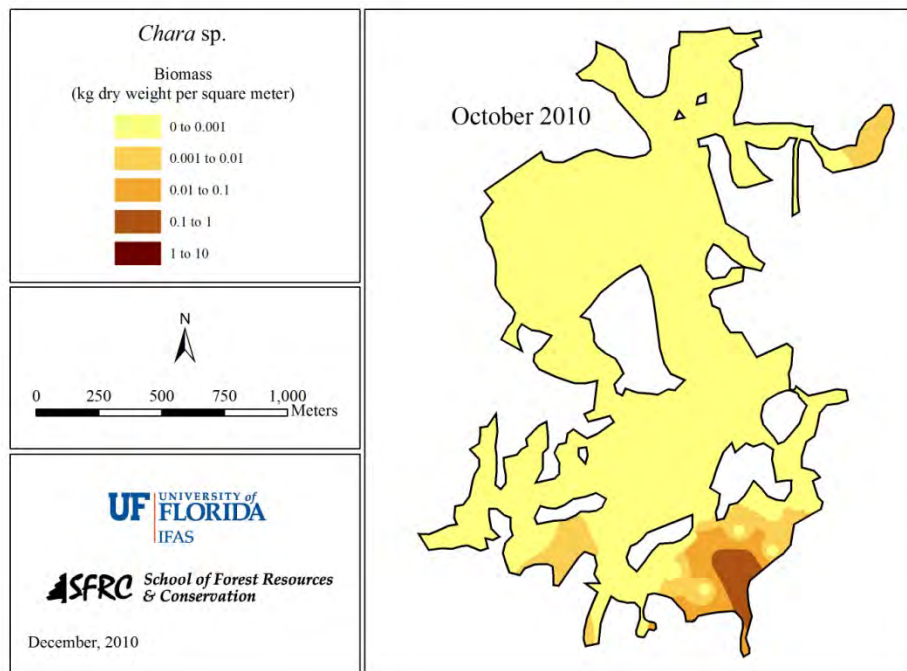 Chara sp.
Biomass
(kg dry weight per square meter)
0 to 0.001
0.001 to 0.01
0.01 to 0.1
0.1 to 1
1 to 10
N
0 250 500 750 1,000
Meters
UF UNIVERSITY of
FLORIDA
IFAS
SFRC School of Forest Resources
& Conservation
December, 2010
October 2010